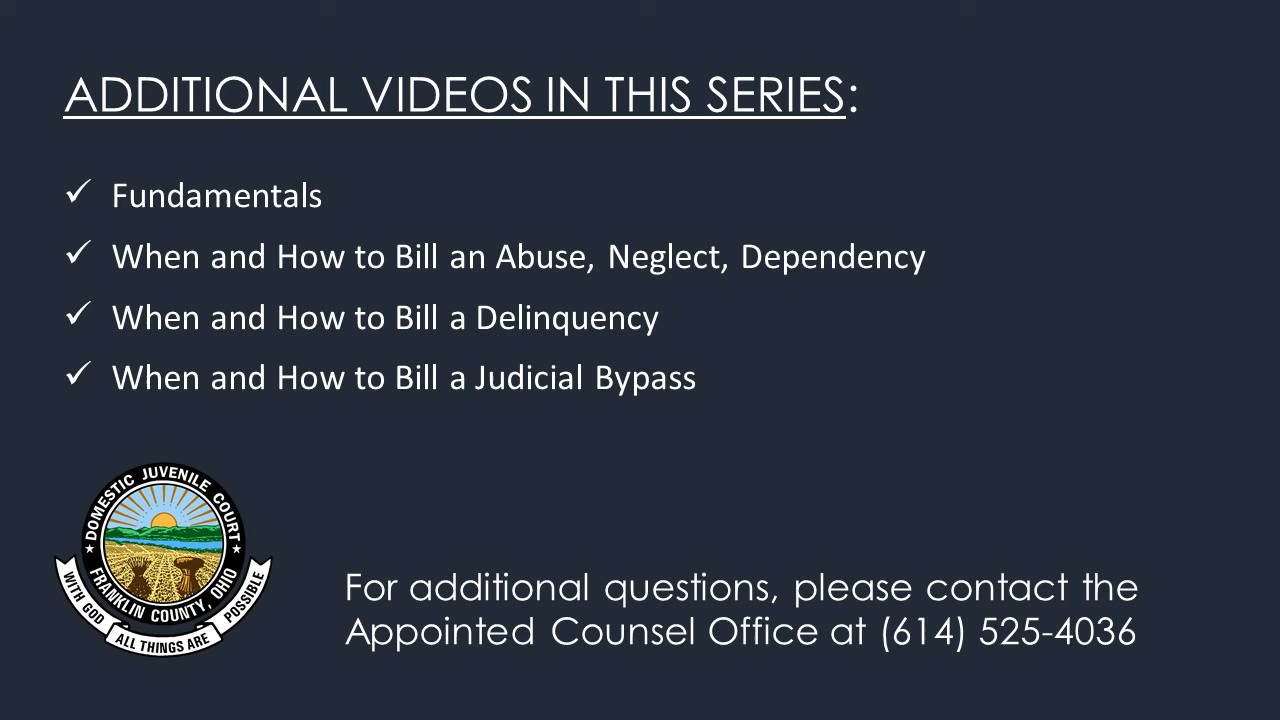 ADDITIONAL VIDEOS IN THIS SERIES:
✓ Fundamentals
✓ When and How to Bill an Abuse, Neglect, Dependency
✓ When and How to Bill a Delinquency
✓ When and How to Bill a Judicial Bypass
DOMESTIC JUVENILE COURT
FRANKLIN COUNTY, OHIO
WITH GOD ALL THINGS ARE POSSIBLE
For additional questions, please contact the
Appointed Counsel Office at (614) 525-4036